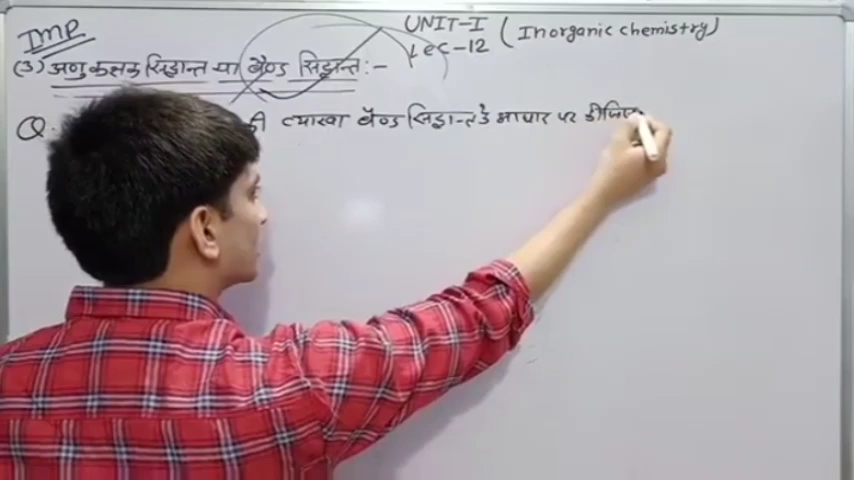 IMP
UNIT-I (Inorganic chemistry)
LEC-12
(3) अणु कक्षक सिद्धान्त या बैण्ड सिद्धान्त :-
Q. की व्याख्या बैण्ड सिद्धान्त के आधार पर